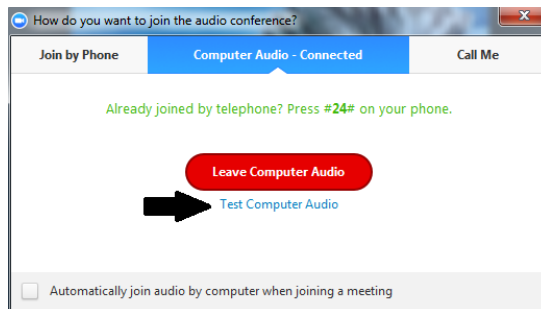 How do you want to join the audio conference?
Join by Phone
Computer Audio - Connected
Call Me
Already joined by telephone? Press #24# on your phone.
Leave Computer Audio
Test Computer Audio
Automatically join audio by computer when joining a meeting